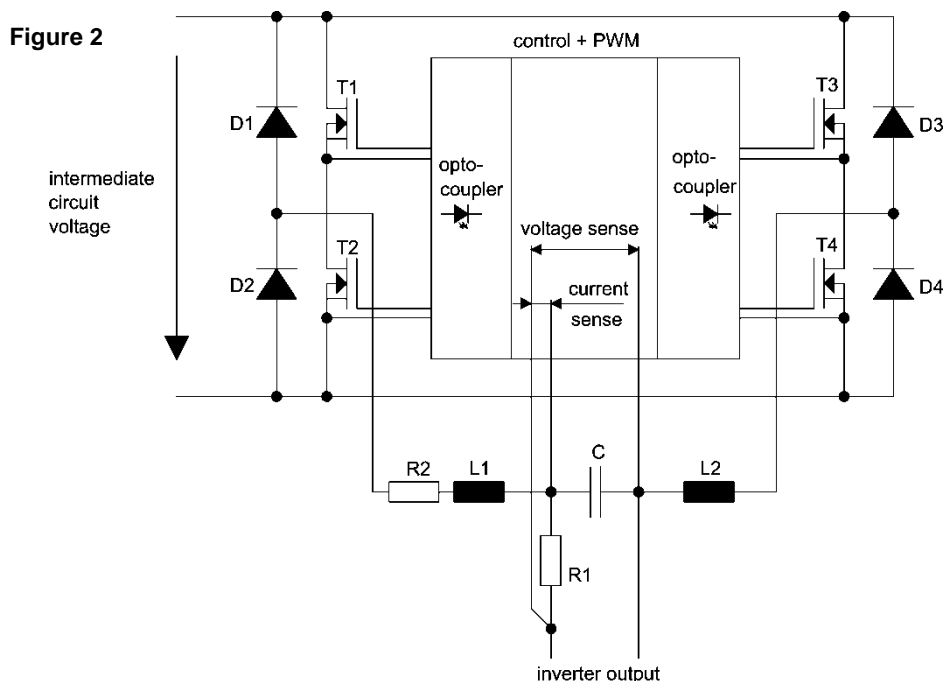 Figure 2
control + PWM
T1
T3
D1
D3
opto-
coupler
opto-
coupler
intermediate
circuit
voltage
voltage sense
T2
T4
D2
D4
current
sense
R2
L1
C
L2
R1
inverter output